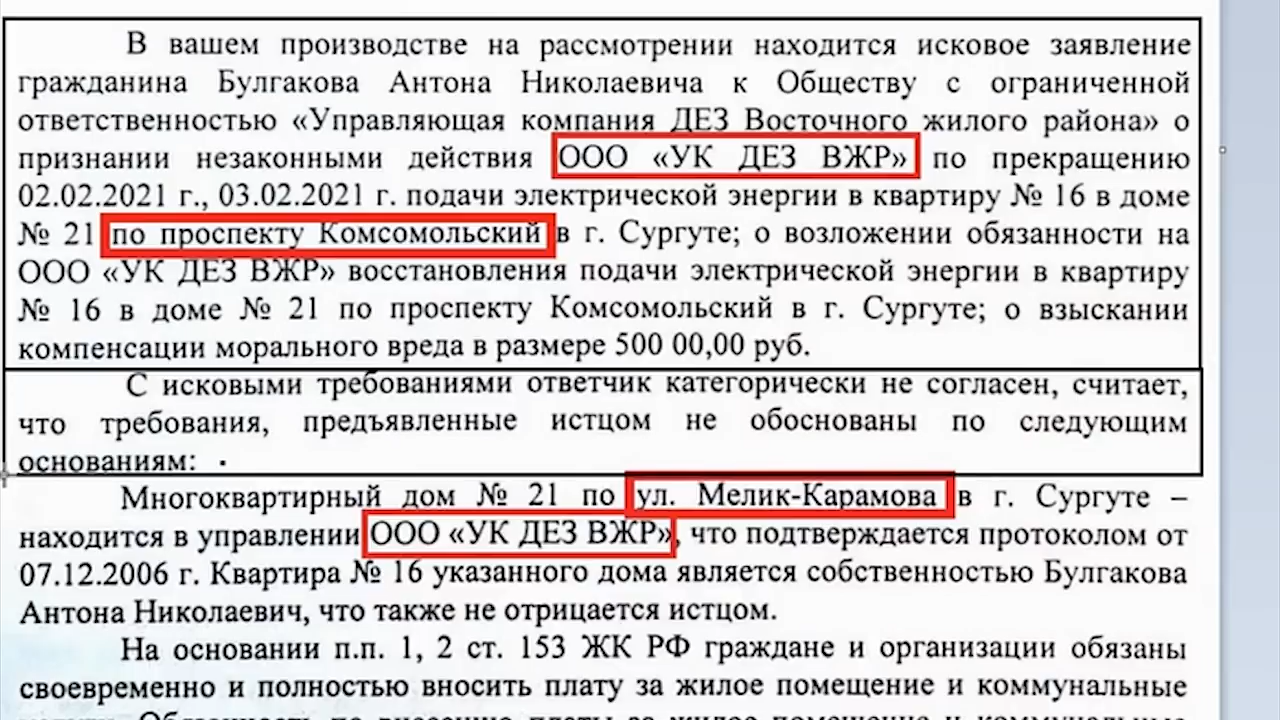 В вашем производстве на рассмотрении находится исковое заявление
гражданина Булгакова Антона Николаевича к Обществу с ограниченной
ответственностью «Управляющая компания ДЕЗ Восточного жилого района» о
признании незаконными действия ООО «УК ДЕЗ ВЖР» по прекращению
02.02.2021 г., 03.02.2021 г. подачи электрической энергии в квартиру № 16 в доме
№ 21 по проспекту Комсомольский в г. Сургуте; о возложении обязанности на
ООО «УК ДЕЗ ВЖР» восстановления подачи электрической энергии в квартиру
№ 16 в доме № 21 по проспекту Комсомольский в г. Сургуте; о взыскании
компенсации морального вреда в размере 500 00,00 руб.
С исковыми требованиями ответчик категорически не согласен, считает,
что требования, предъявленные истцом не обоснованы по следующим
основаниям:
Многоквартирный дом № 21 по ул. Мелик-Карамова в г. Сургуте –
находится в управлении ООО «УК ДЕЗ ВЖР», что подтверждается протоколом от
07.12.2006 г. Квартира № 16 указанного дома является собственностью Булгакова
Антона Николаевич, что также не отрицается истцом.
На основании п.п. 1, 2 ст. 153 ЖК РФ граждане и организации обязаны
своевременно и полностью вносить плату за жилое помещение и коммунальные